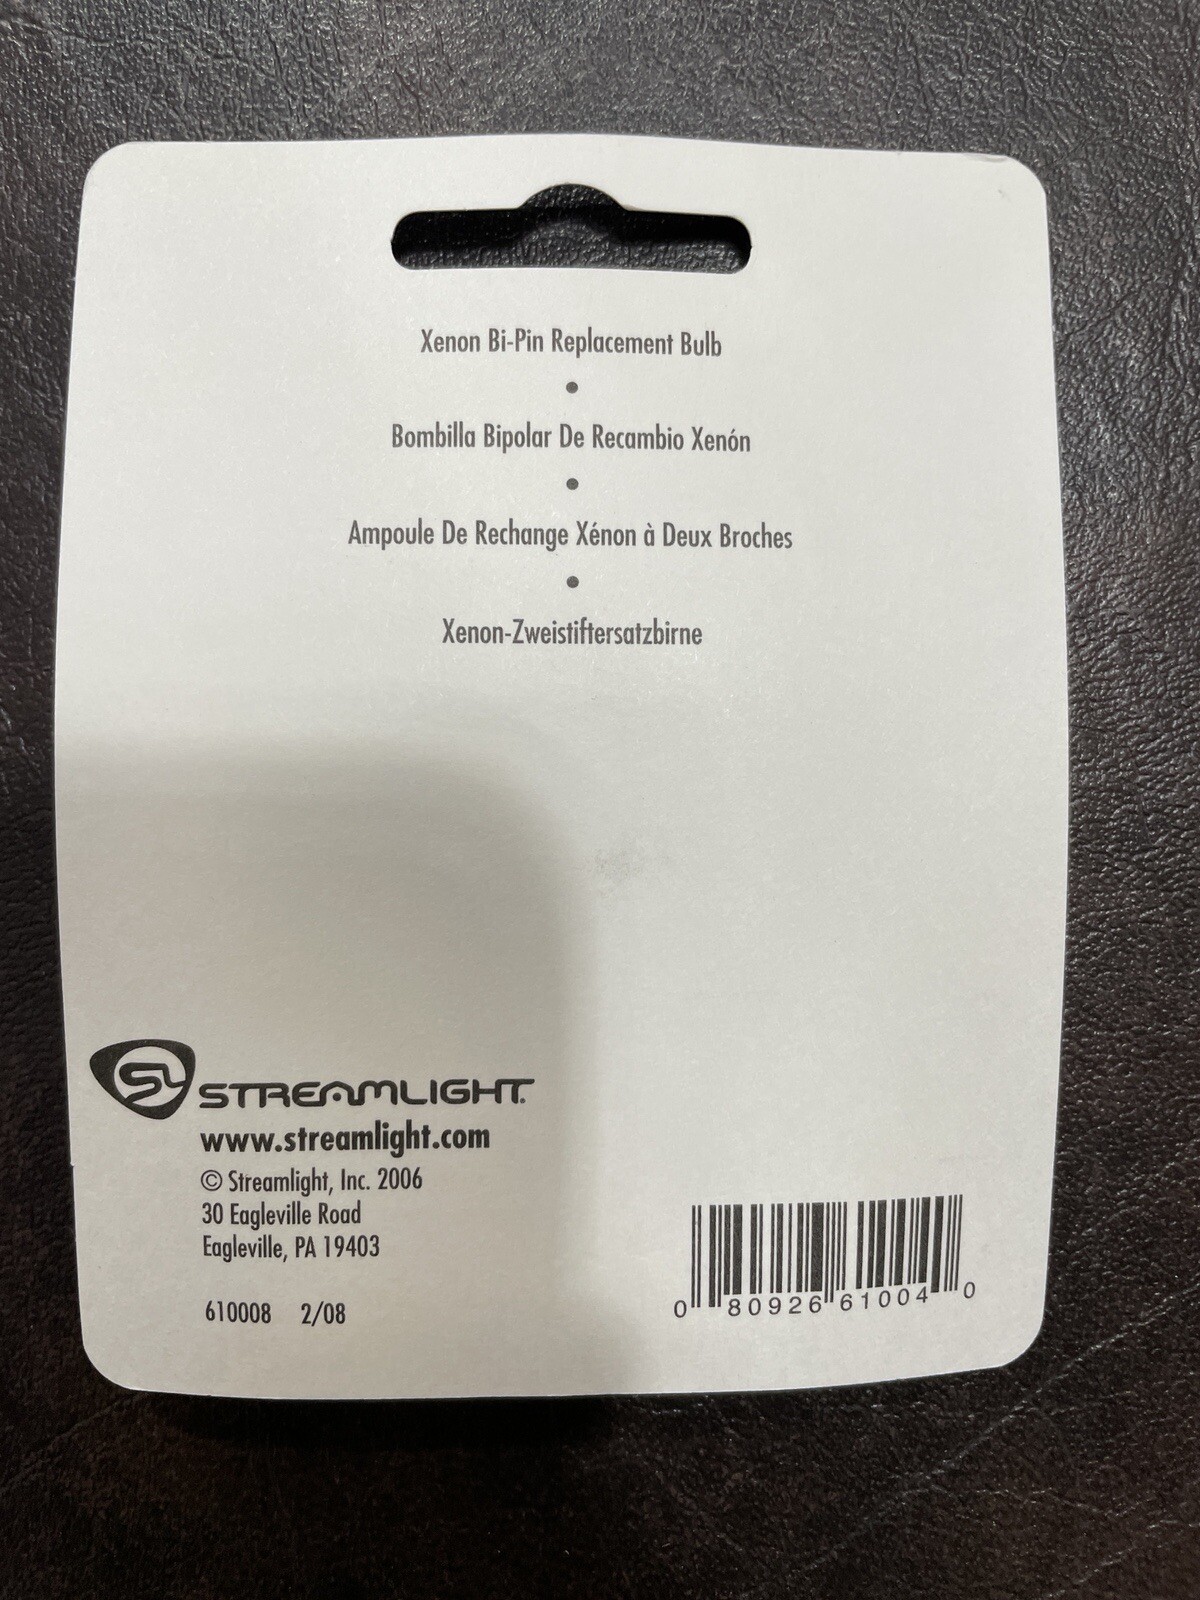 Xenon Bi-Pin Replacement Bulb
•
Bombilla Bipolar De Recambio Xenón
•
Ampoule De Rechange Xénon à Deux Broches
•
Xenon-Zweistiftersatzbirne
SL STREAMLIGHT®
www.streamlight.com
© Streamlight, Inc. 2006
30 Eagleville Road
Eagleville, PA 19403
610008 2/08
0 80926 61004 0